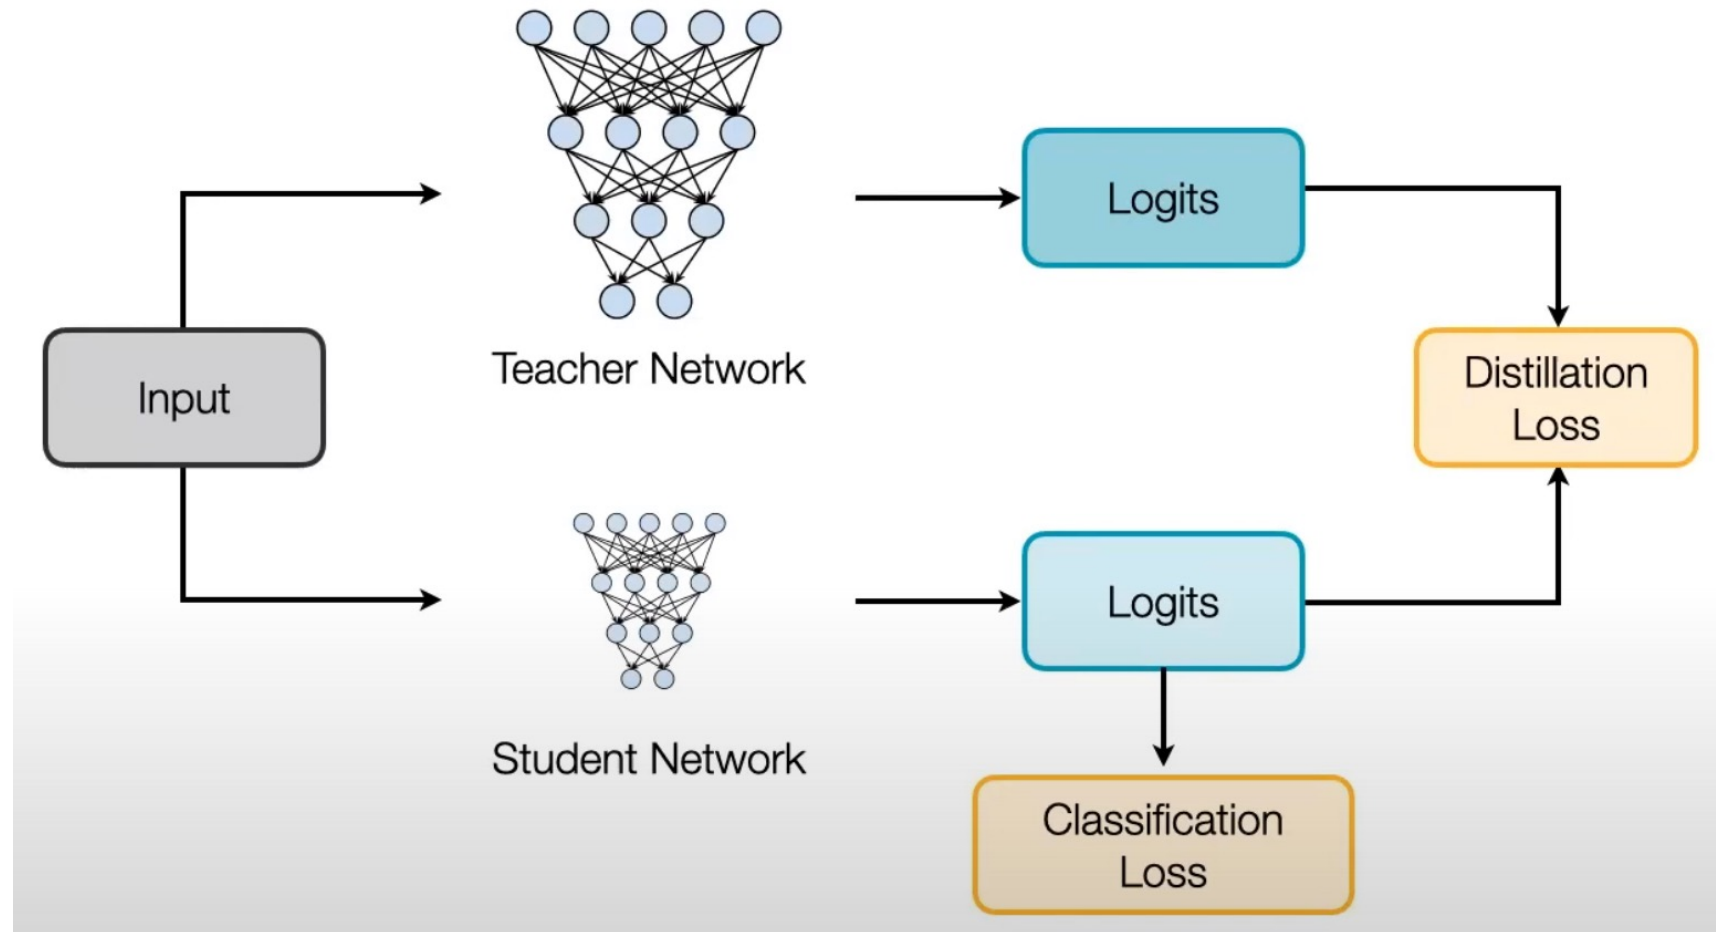 Logits
Teacher Network
Input
Distillation
Loss
Logits
Student Network
Classification
Loss